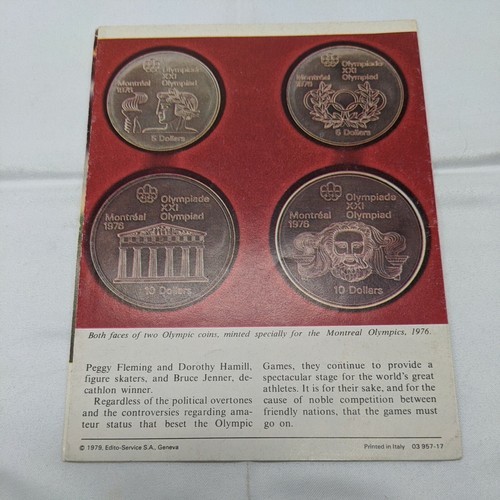 Olympiade
XXI
Olympiad
Montréal
1976
5 Dollars
Olympiade
XXI
Olympiad
Montréal
1976
5 Dollars
Olympiade
XXI
Olympiad
Montréal
1976
10 Dollars
Olympiade
XXI
Olympiad
Montréal
1976
10 Dollars
Both faces of two Olympic coins, minted specially for the Montreal Olympics, 1976.
Peggy Fleming and Dorothy Hamill,
figure skaters, and Bruce Jenner, de-
cathlon winner.
Regardless of the political overtones
and the controversies regarding ama-
teur status that beset the Olympic
Games, they continue to provide a
spectacular stage for the world's great
athletes. It is for their sake, and for the
cause of noble competition between
friendly nations, that the games must
go on.
© 1979, Edito-Service S.A., Geneva
Printed in Italy 03 957-17